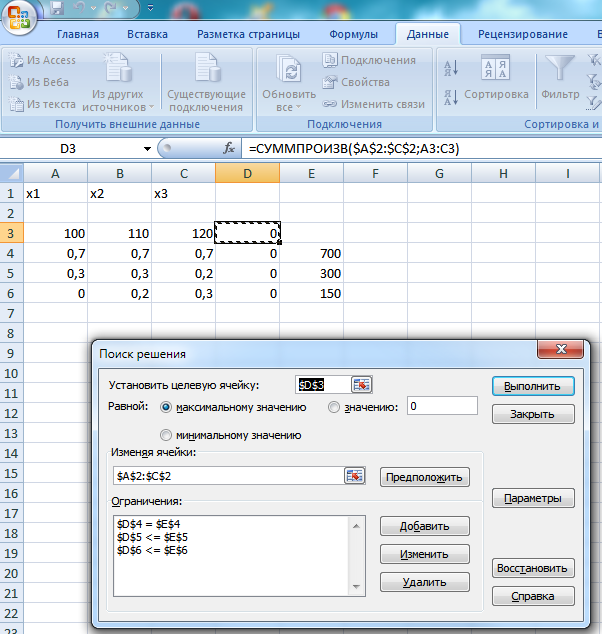 Главная Вставка Разметка страницы Формулы Данные Рецензирование
Из Access
Из Веба
Из текста
Из других источников
Существующие подключения
Обновить все
Подключения
Свойства
Изменить связи
Сортировка
Фильтр
Получить внешние данные Подключения Сортировка и
D3 fx =СУММПРОИЗВ($A$2:$C$2;A3:C3)
A B C D E F G H I
1 x1 x2 x3
2
3 100 110 120 0
4 0,7 0,7 0,7 0 700
5 0,3 0,3 0,2 0 300
6 0 0,2 0,3 0 150
7
8
9
10
11
12
13
14
15
16
17
18
19
20
21
22
23
Поиск решения
Установить целевую ячейку: $D$3 Выполнить
Равной: максимальному значению значению: 0 Закрыть
минимальному значению
Изменяя ячейки:
$A$2:$C$2 Предположить
Ограничения: Параметры
$D$4 = $E$4
$D$5 <= $E$5
$D$6 <= $E$6
Добавить
Изменить
Удалить
Восстановить
Справка